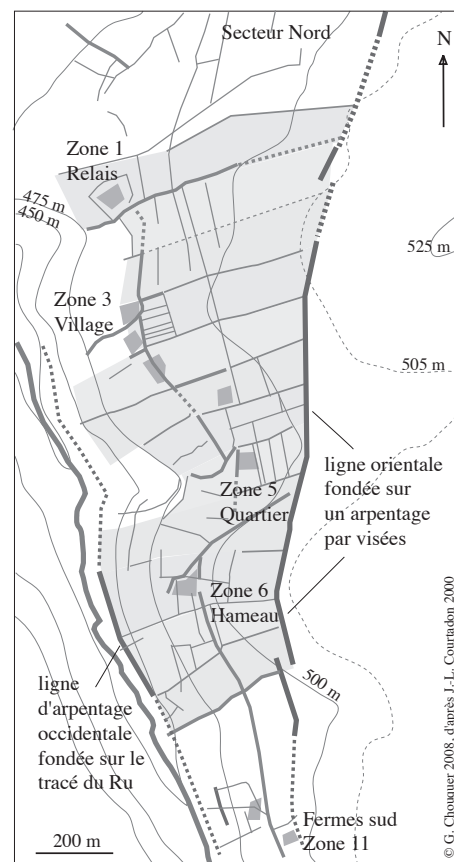 Secteur Nord
N
Zone 1
Relais
475 m
450 m
525 m
Zone 3
Village
505 m
ligne orientale
fondée sur
un arpentage
par visées
Zone 5
Quartier
Zone 6
Hameau
500 m
ligne
d'arpentage
occidentale
fondée sur le
tracé du Ru
Fermes sud
Zone 11
200 m
© G. Chouquer 2008, d'après J.-L. Courtadon 2000